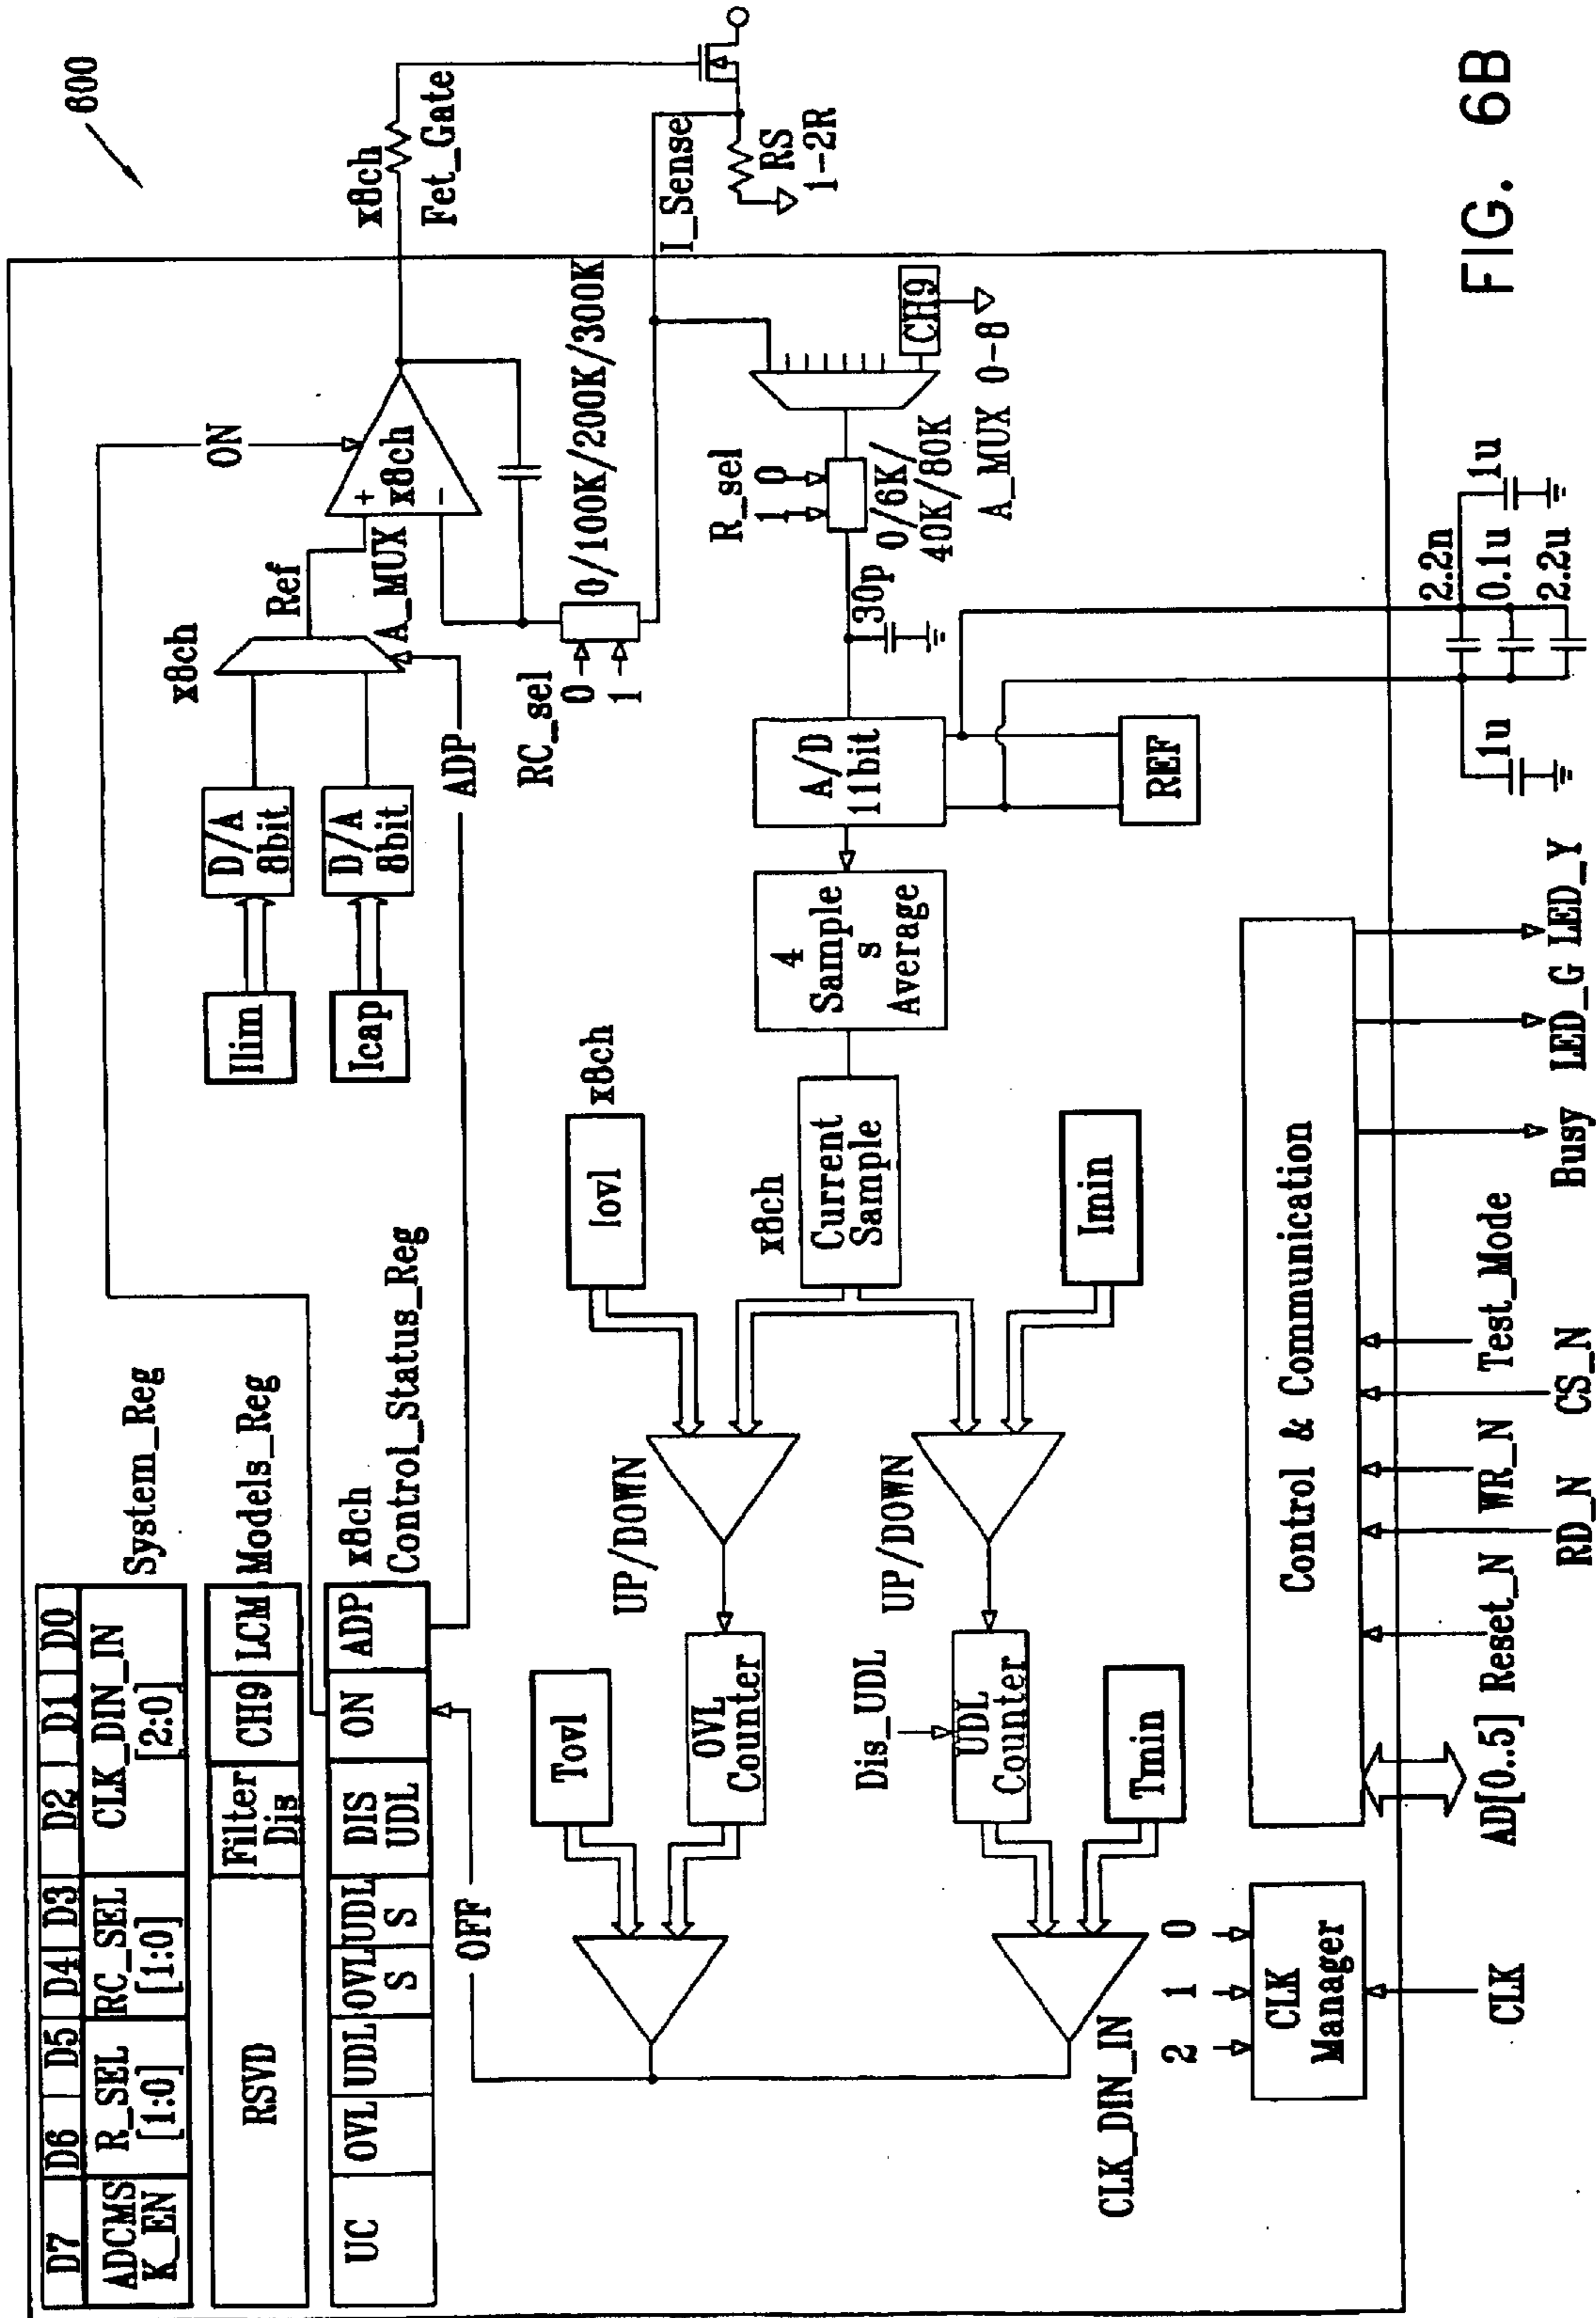 600
D7 D6 D5 D4 D3 D2 D1 D0
ADCMS
K_EN
R_SEL
[1:0]
RC_SEL
[1:0]
CLK_DIN_IN
[2:0]
System_Reg
RSVD
Filter
Dis
CH9
LCM
Models_Reg
UC
OVL
UDL
OVL
S
UDL
S
DIS
UDL
ON
ADP
x8ch
Control_Status_Reg
OFF
ON
ADP
Ilim
Icap
D/A
8bit
D/A
8bit
x8ch
Ref
A_MUX
+
-
x8ch
x8ch
Fet_Gate
RC_sel
0
1
0/100K/200K/300K
I_Sense
RS
1-2R
Tovl
OVL
Counter
UP/DOWN
Iovl
x8ch
x8ch
Current
Sample
4
Sample
s
Average
A/D
11bit
130p
R_sel
1 0
0/6K/
40K/80K
CH9
A_MUX 0-8
Dis_UDL
UDL
Counter
UP/DOWN
Imin
Tmin
REF
CLK_DIN_IN
2 1 0
CLK
Manager
CLK
Control & Communication
AD[0..5]
Reset_N
RD_N
WR_N
CS_N
Test_Mode
Busy
LED_G
LED_Y
1u
2.2n
0.1u
2.2u
1u
FIG. 6B